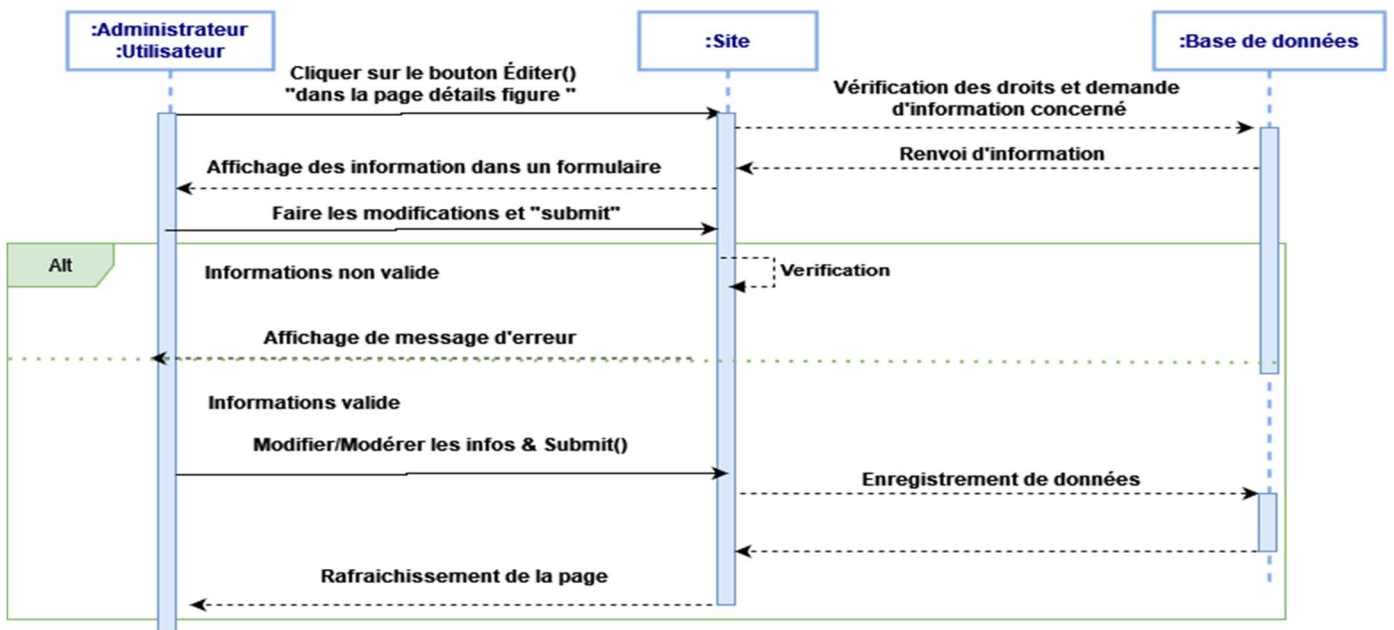 :Administrateur
:Utilisateur
:Site
:Base de données
Cliquer sur le bouton Éditer()
"dans la page détails figure "
Vérification des droits et demande
d'information concerné
Renvoi d'information
Affichage des information dans un formulaire
Faire les modifications et "submit"
Alt
Informations non valide
Verification
Affichage de message d'erreur
Informations valide
Modifier/Modérer les infos & Submit()
Enregistrement de données
Rafraichissement de la page